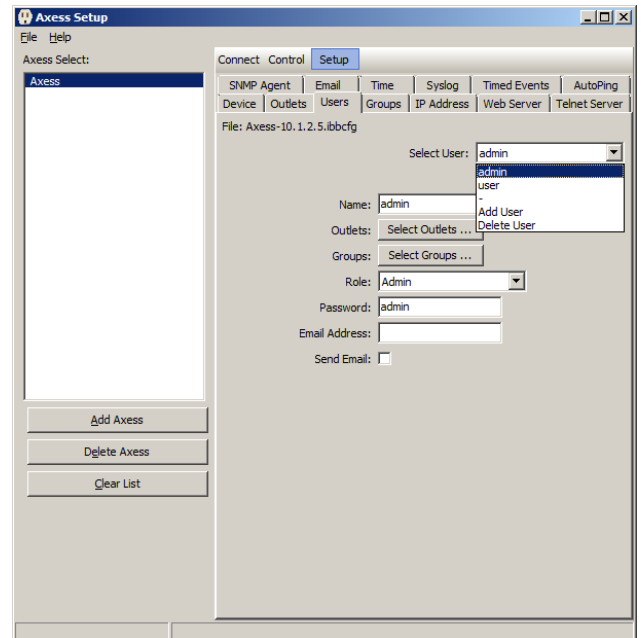 Axess Setup
File Help
Axess Select:
Axess
Add Axess
Delete Axess
Clear List
Connect Control Setup
SNMP Agent Email Time Syslog Timed Events AutoPing
Device Outlets Users Groups IP Address Web Server Telnet Server
File: Axess-10.1.2.5.ibbcfg
Select User: admin
admin
user
-
Add User
Delete User
Name: admin
Outlets: Select Outlets ...
Groups: Select Groups ...
Role: Admin
Password: admin
Email Address:
Send Email: